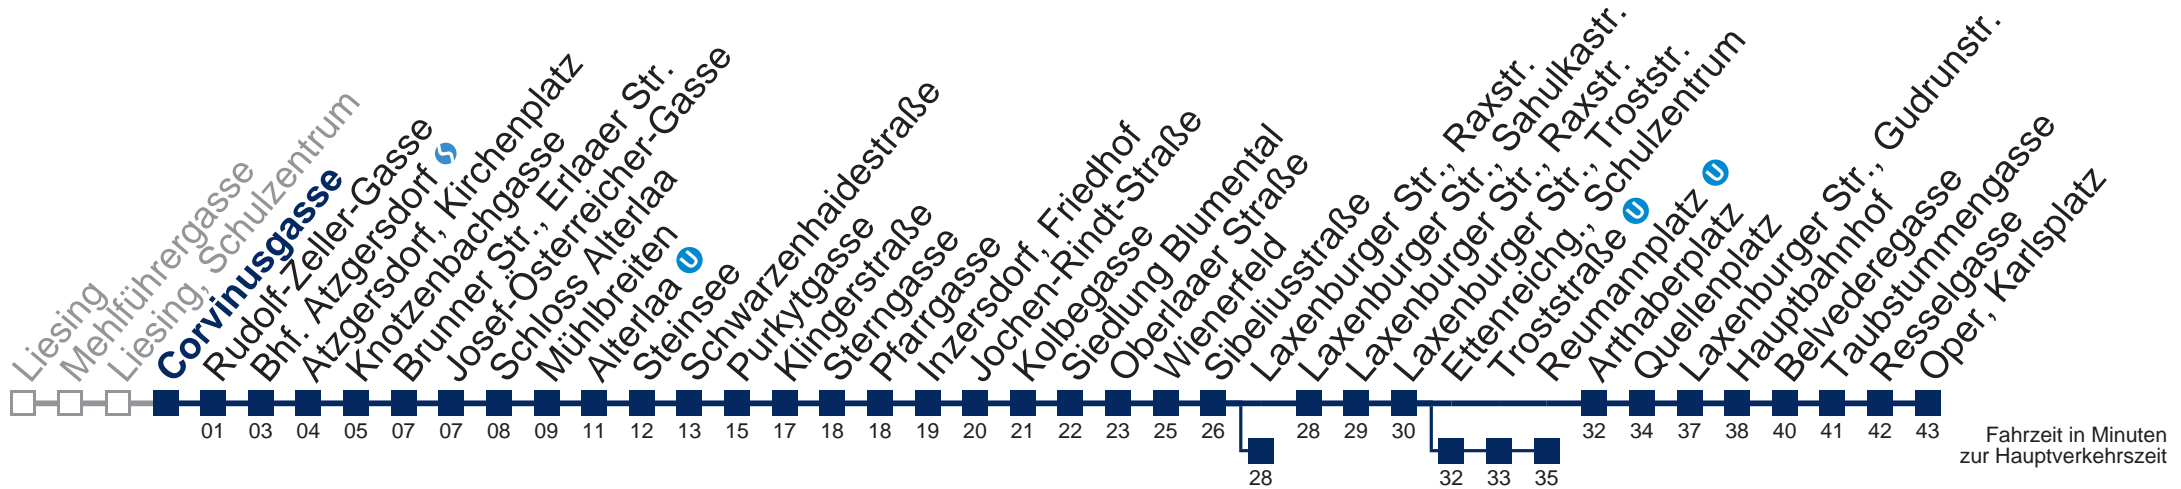 Liesing
Mehlführergasse
Liesing, Schulzentrum
Corvinusgasse
Rudolf-Zeller-Gasse
Bhf. Atzgersdorf S
Atzgersdorf, Kirchenplatz
Knotzenbachgasse
Brunner Str., Erlaaer Str.
Josef-Österreicher-Gasse
Schloss Alterlaa
Mühlbreiten
Alterlaa U
Steinsee
Schwarzenhaidestraße
Purkytgasse
Klingerstraße
Sterngasse
Pfarrgasse
Inzersdorf, Friedhof
Jochen-Rindt-Straße
Kolbegasse
Siedlung Blumental
Oberlaaer Straße
Wienerfeld
Sibeliusstraße
Laxenburger Str., Raxstr.
Laxenburger Str., Sahulkastr.
Laxenburger Str., Raxstr.
Laxenburger Str., Troststr.
Ettenreichg., Schulzentrum
Troststraße U
Reumannplatz U
Arthaberplatz
Quellenplatz
Laxenburger Str., Gudrunstr.
Hauptbahnhof
Belvederegasse
Taubstummengasse
Resselgasse
Oper, Karlsplatz
01 03 04 05 07 07 08 09 11 12 13 15 17 18 18 19 20 21 22 23 25 26 28 29 30 32 34 37 38 40 41 42 43
28 32 33 35
Fahrzeit in Minuten
zur Hauptverkehrszeit